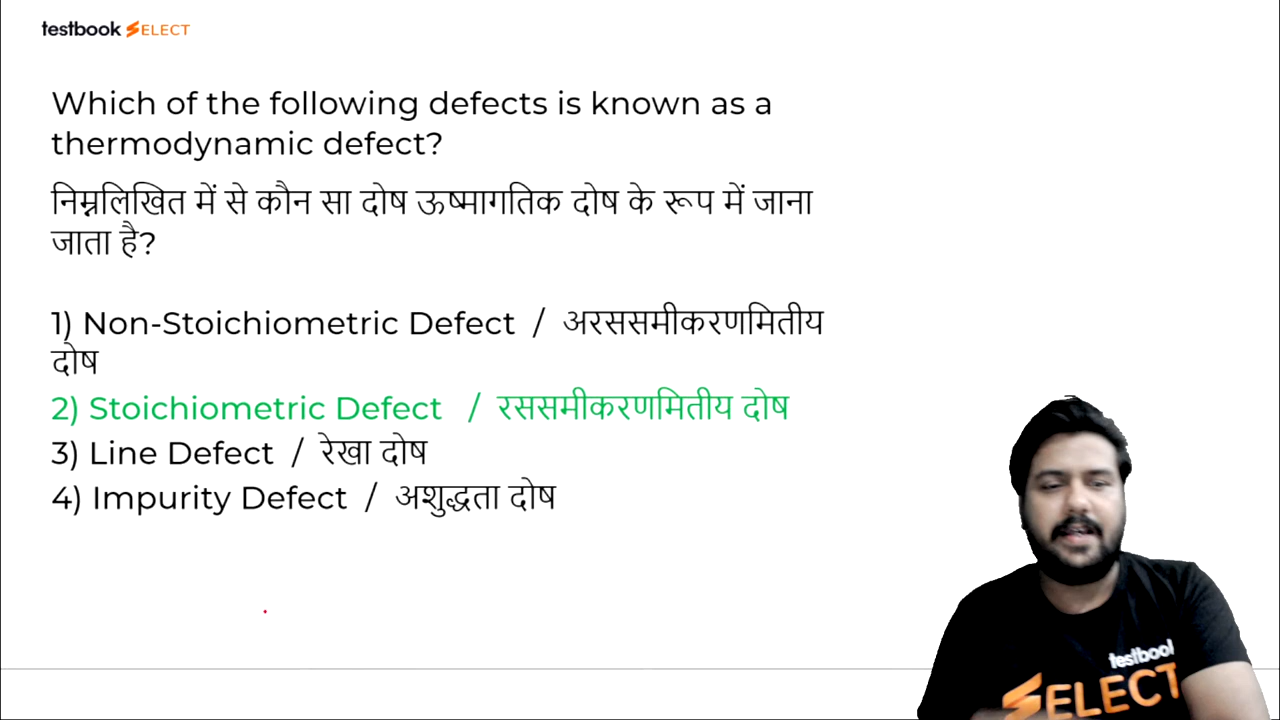 testbook SELECT
Which of the following defects is known as a
thermodynamic defect?
निम्नलिखित में से कौन सा दोष ऊष्मागतिक दोष के रूप में जाना
जाता है?
1) Non-Stoichiometric Defect / अरससमीकरणमितीय
दोष
2) Stoichiometric Defect / रससमीकरणमितीय दोष
3) Line Defect / रेखा दोष
4) Impurity Defect / अशुद्धता दोष
testbook
SELECT